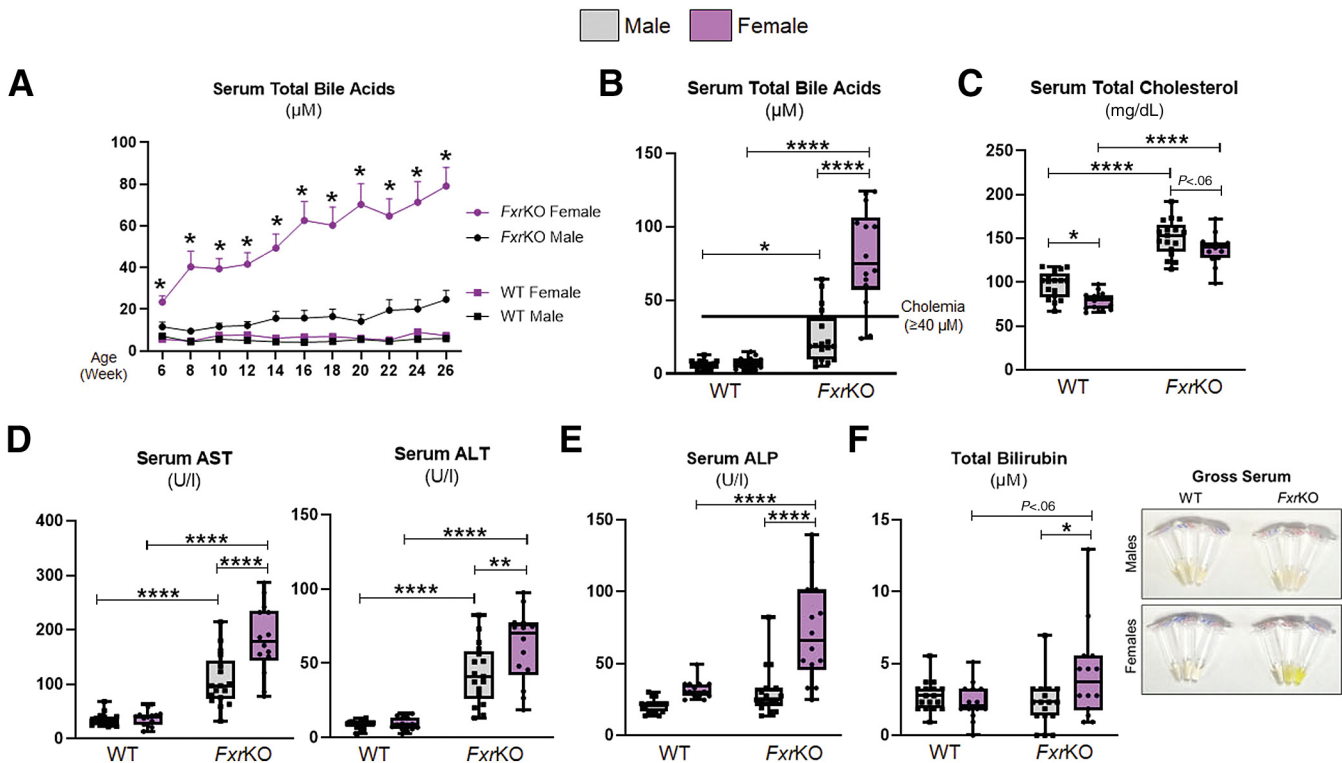 Male Female
A
Serum Total Bile Acids
(µM)
100
80
60
40
20
0
* * * * * * * * * * *
Age
(Week)
6 8 10 12 14 16 18 20 22 24 26
FxrKO Female
FxrKO Male
WT Female
WT Male
B
Serum Total Bile Acids
(µM)
150
100
50
0
****
****
*
Cholemia
(≥40 µM)
WT FxrKO
C
Serum Total Cholesterol
(mg/dL)
250
200
150
100
50
0
****
****
P<.06
*
WT FxrKO
D
Serum AST
(U/l)
400
300
200
100
0
****
****
****
WT FxrKO
Serum ALT
(U/l)
150
100
50
0
****
**
****
WT FxrKO
E
Serum ALP
(U/l)
150
100
50
0
****
****
WT FxrKO
F
Total Bilirubin
(µM)
15
10
5
0
P<.06
*
WT FxrKO
Gross Serum
WT FxrKO
Males
Females